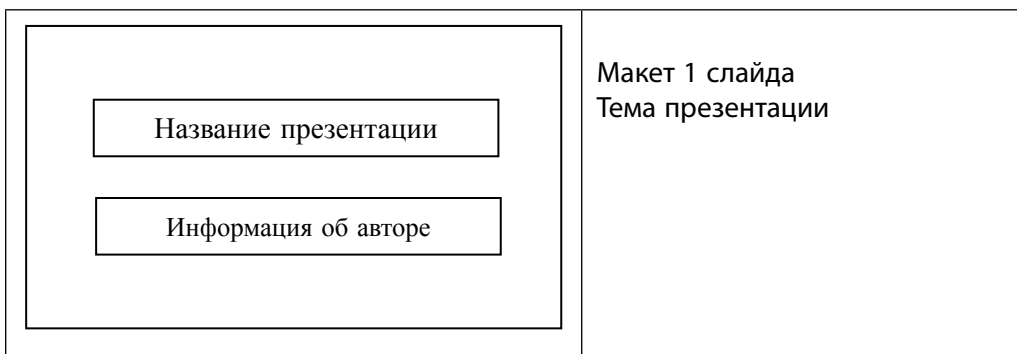 Название презентации
Информация об авторе
Макет 1 слайда
Тема презентации